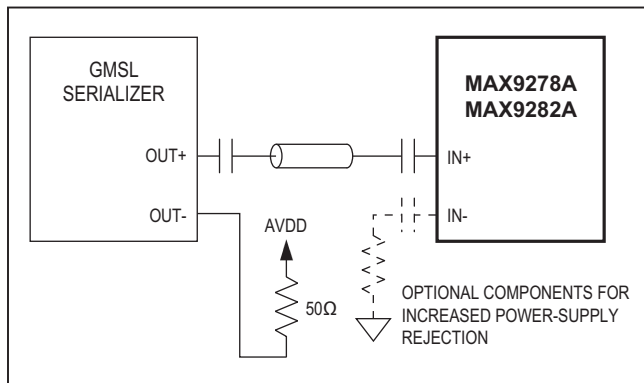 GMSL
SERIALIZER
OUT+
OUT-
MAX9278A
MAX9282A
IN+
IN-
AVDD
50Ω
OPTIONAL COMPONENTS FOR
INCREASED POWER-SUPPLY
REJECTION